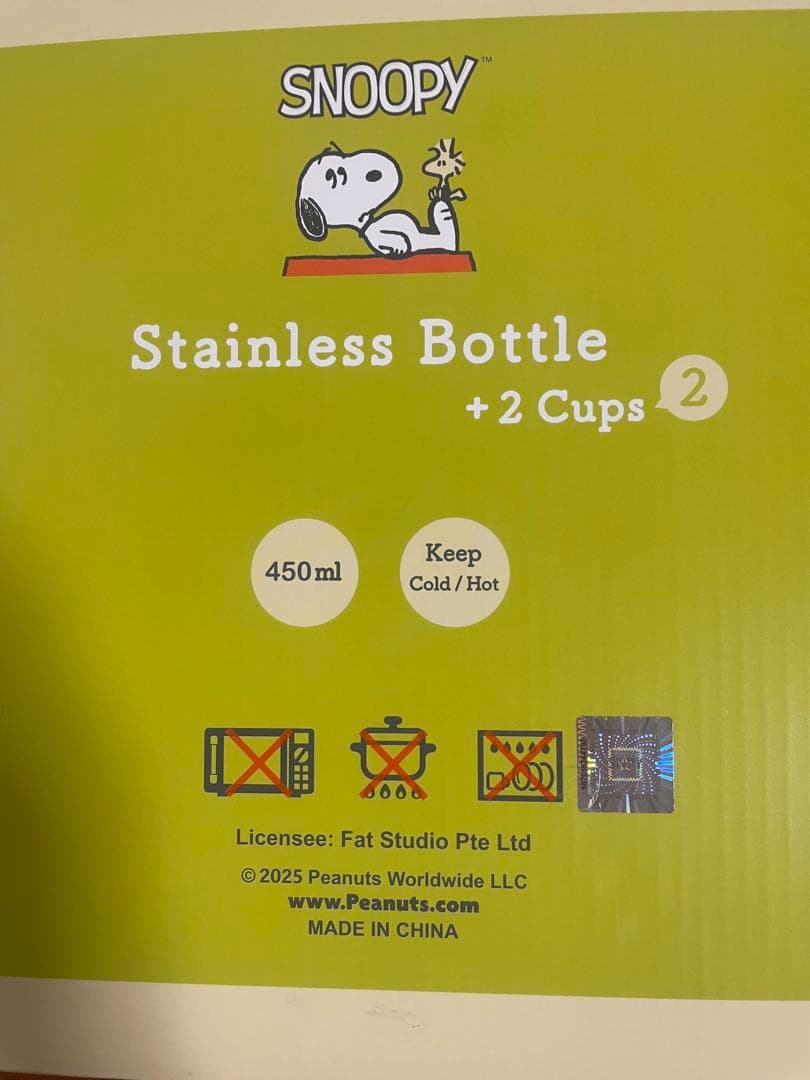 SNOOPY™
Stainless Bottle
+ 2 Cups
2
450ml
Keep
Cold / Hot
Licensee: Fat Studio Pte Ltd
© 2025 Peanuts Worldwide LLC
www.Peanuts.com
MADE IN CHINA